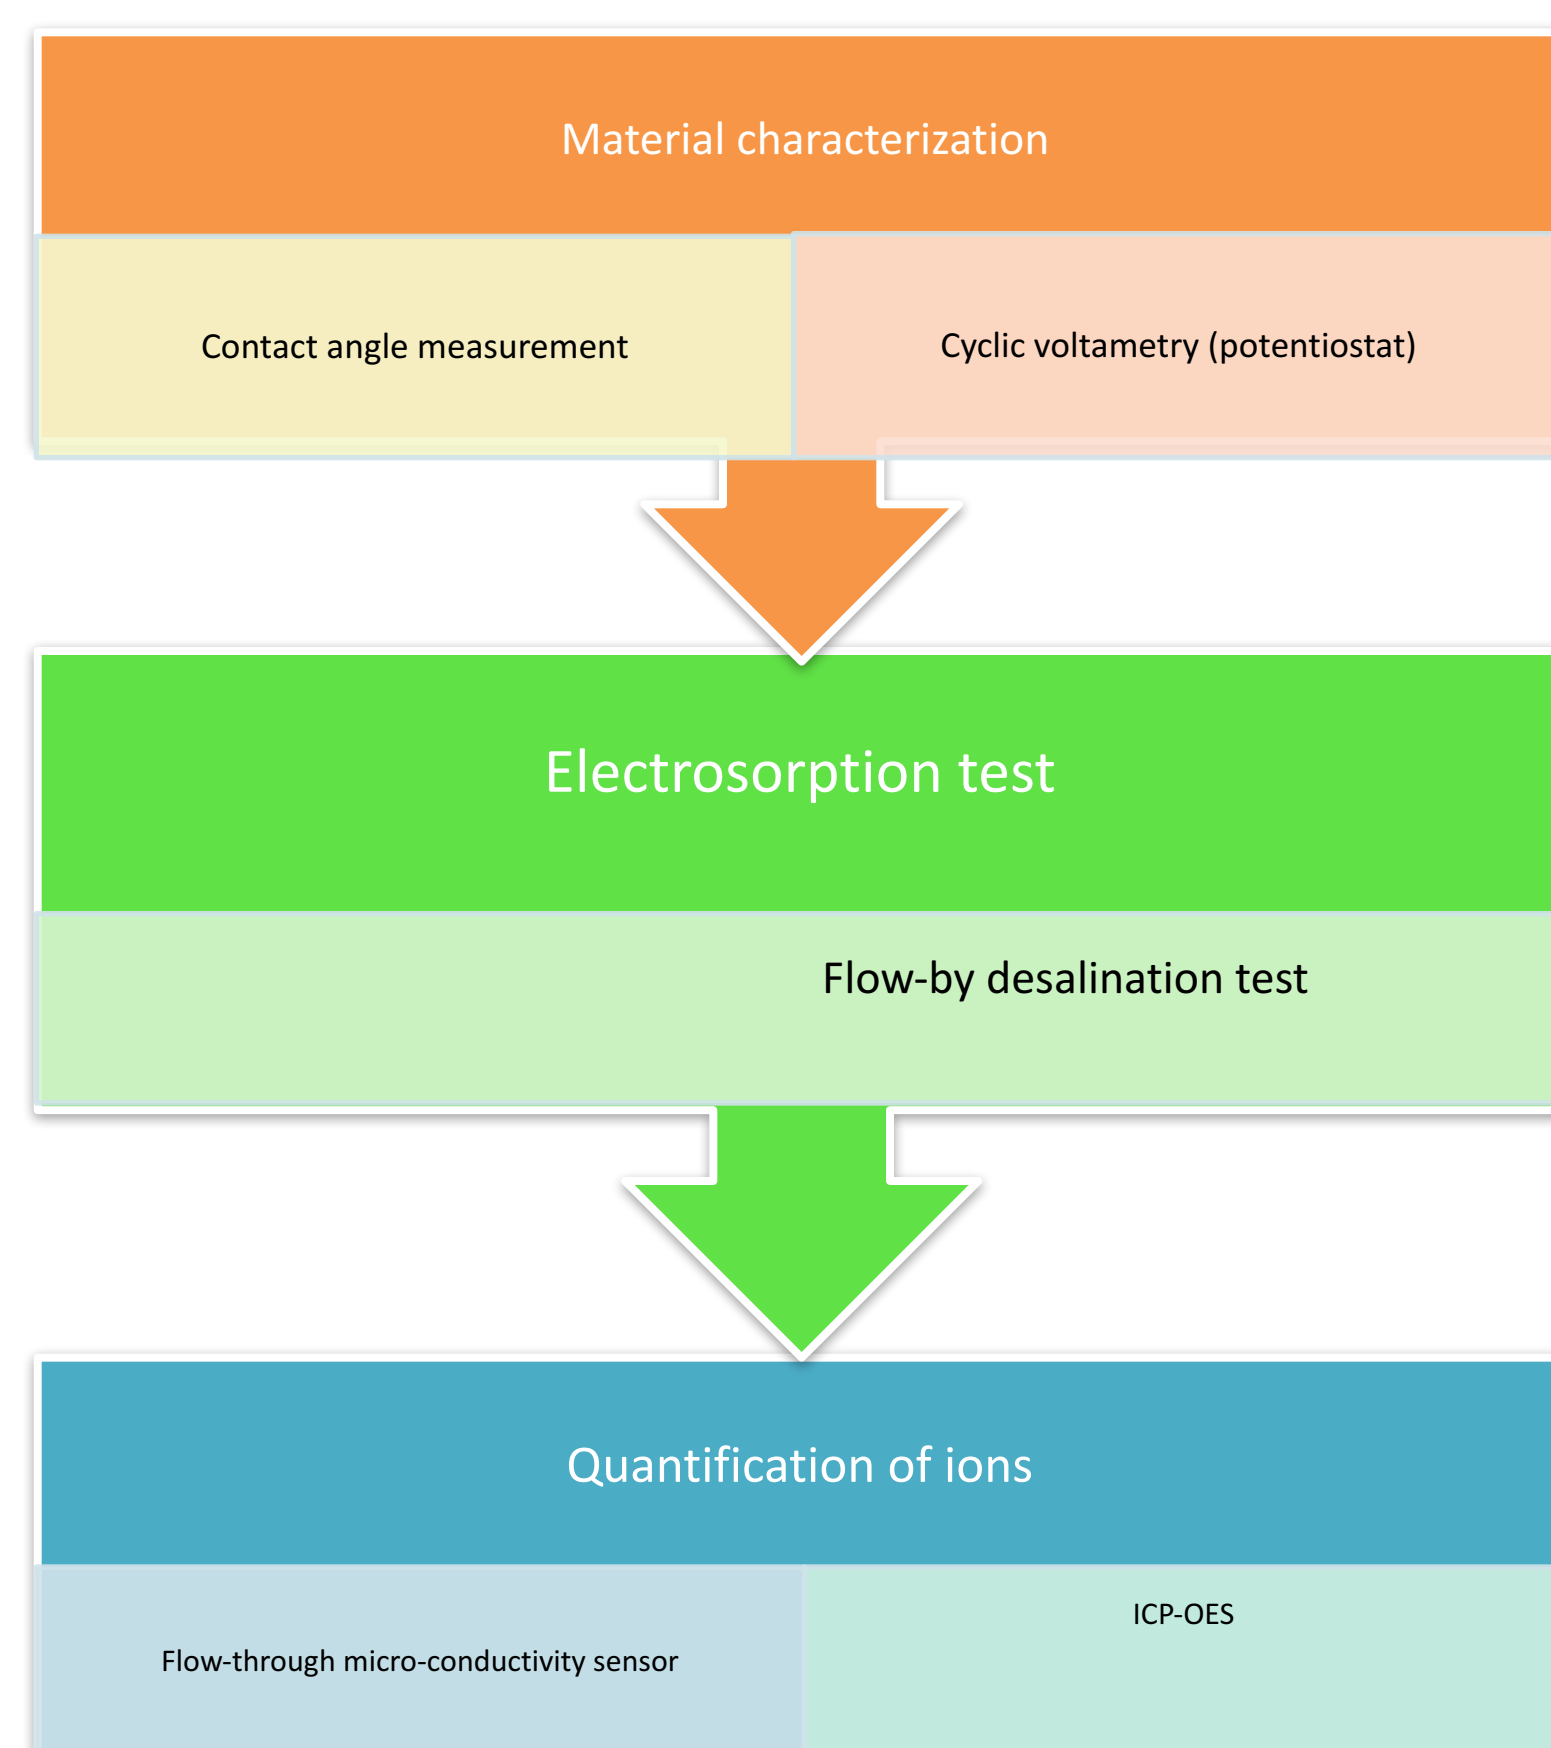 Material characterization
Contact angle measurement
Cyclic voltametry (potentiostat)
Electrosorption test
Flow-by desalination test
Quantification of ions
Flow-through micro-conductivity sensor
ICP-OES